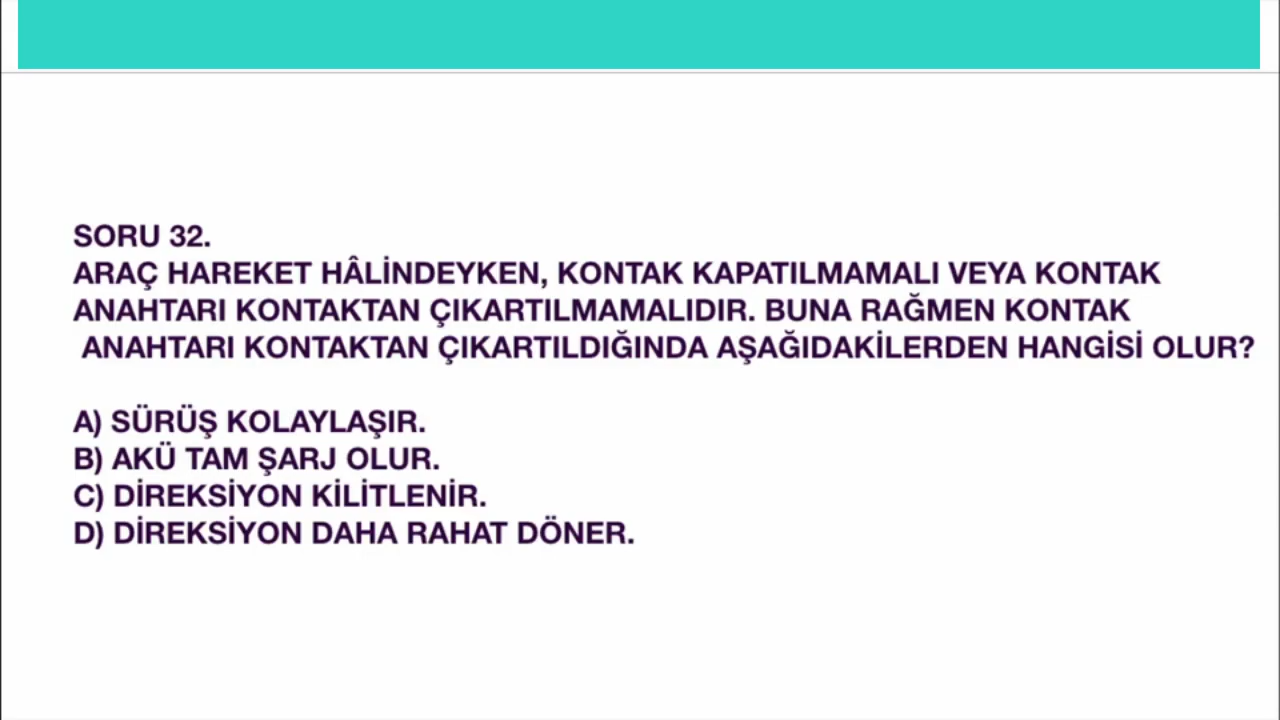 SORU 32.
ARAÇ HAREKET HÂLİNDEYKEN, KONTAK KAPATILMAMALI VEYA KONTAK
ANAHTARI KONTAKTAN ÇIKARTILMAMALIDIR. BUNA RAĞMEN KONTAK
ANAHTARI KONTAKTAN ÇIKARTILDIĞINDA AŞAĞIDAKİLERDEN HANGİSİ OLUR?
A) SÜRÜŞ KOLAYLAŞIR.
B) AKÜ TAM ŞARJ OLUR.
C) DİREKSİYON KİLİTLENİR.
D) DİREKSİYON DAHA RAHAT DÖNER.